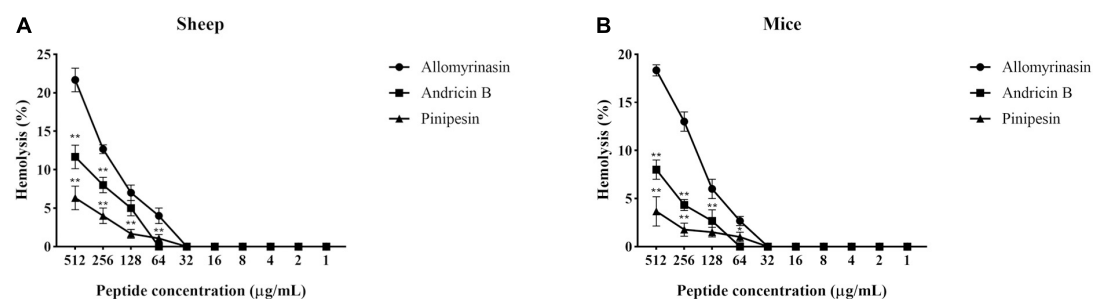 A
Sheep
25
20
15
10
5
0
Hemolysis (%)
**
**
**
**
**
**
512 256 128 64 32 16 8 4 2 1
Peptide concentration (μg/mL)
Allomyrinasin
Andricin B
Pinipesin
B
Mice
20
15
10
5
0
Hemolysis (%)
**
**
**
**
**
*
512 256 128 64 32 16 8 4 2 1
Peptide concentration (μg/mL)
Allomyrinasin
Andricin B
Pinipesin